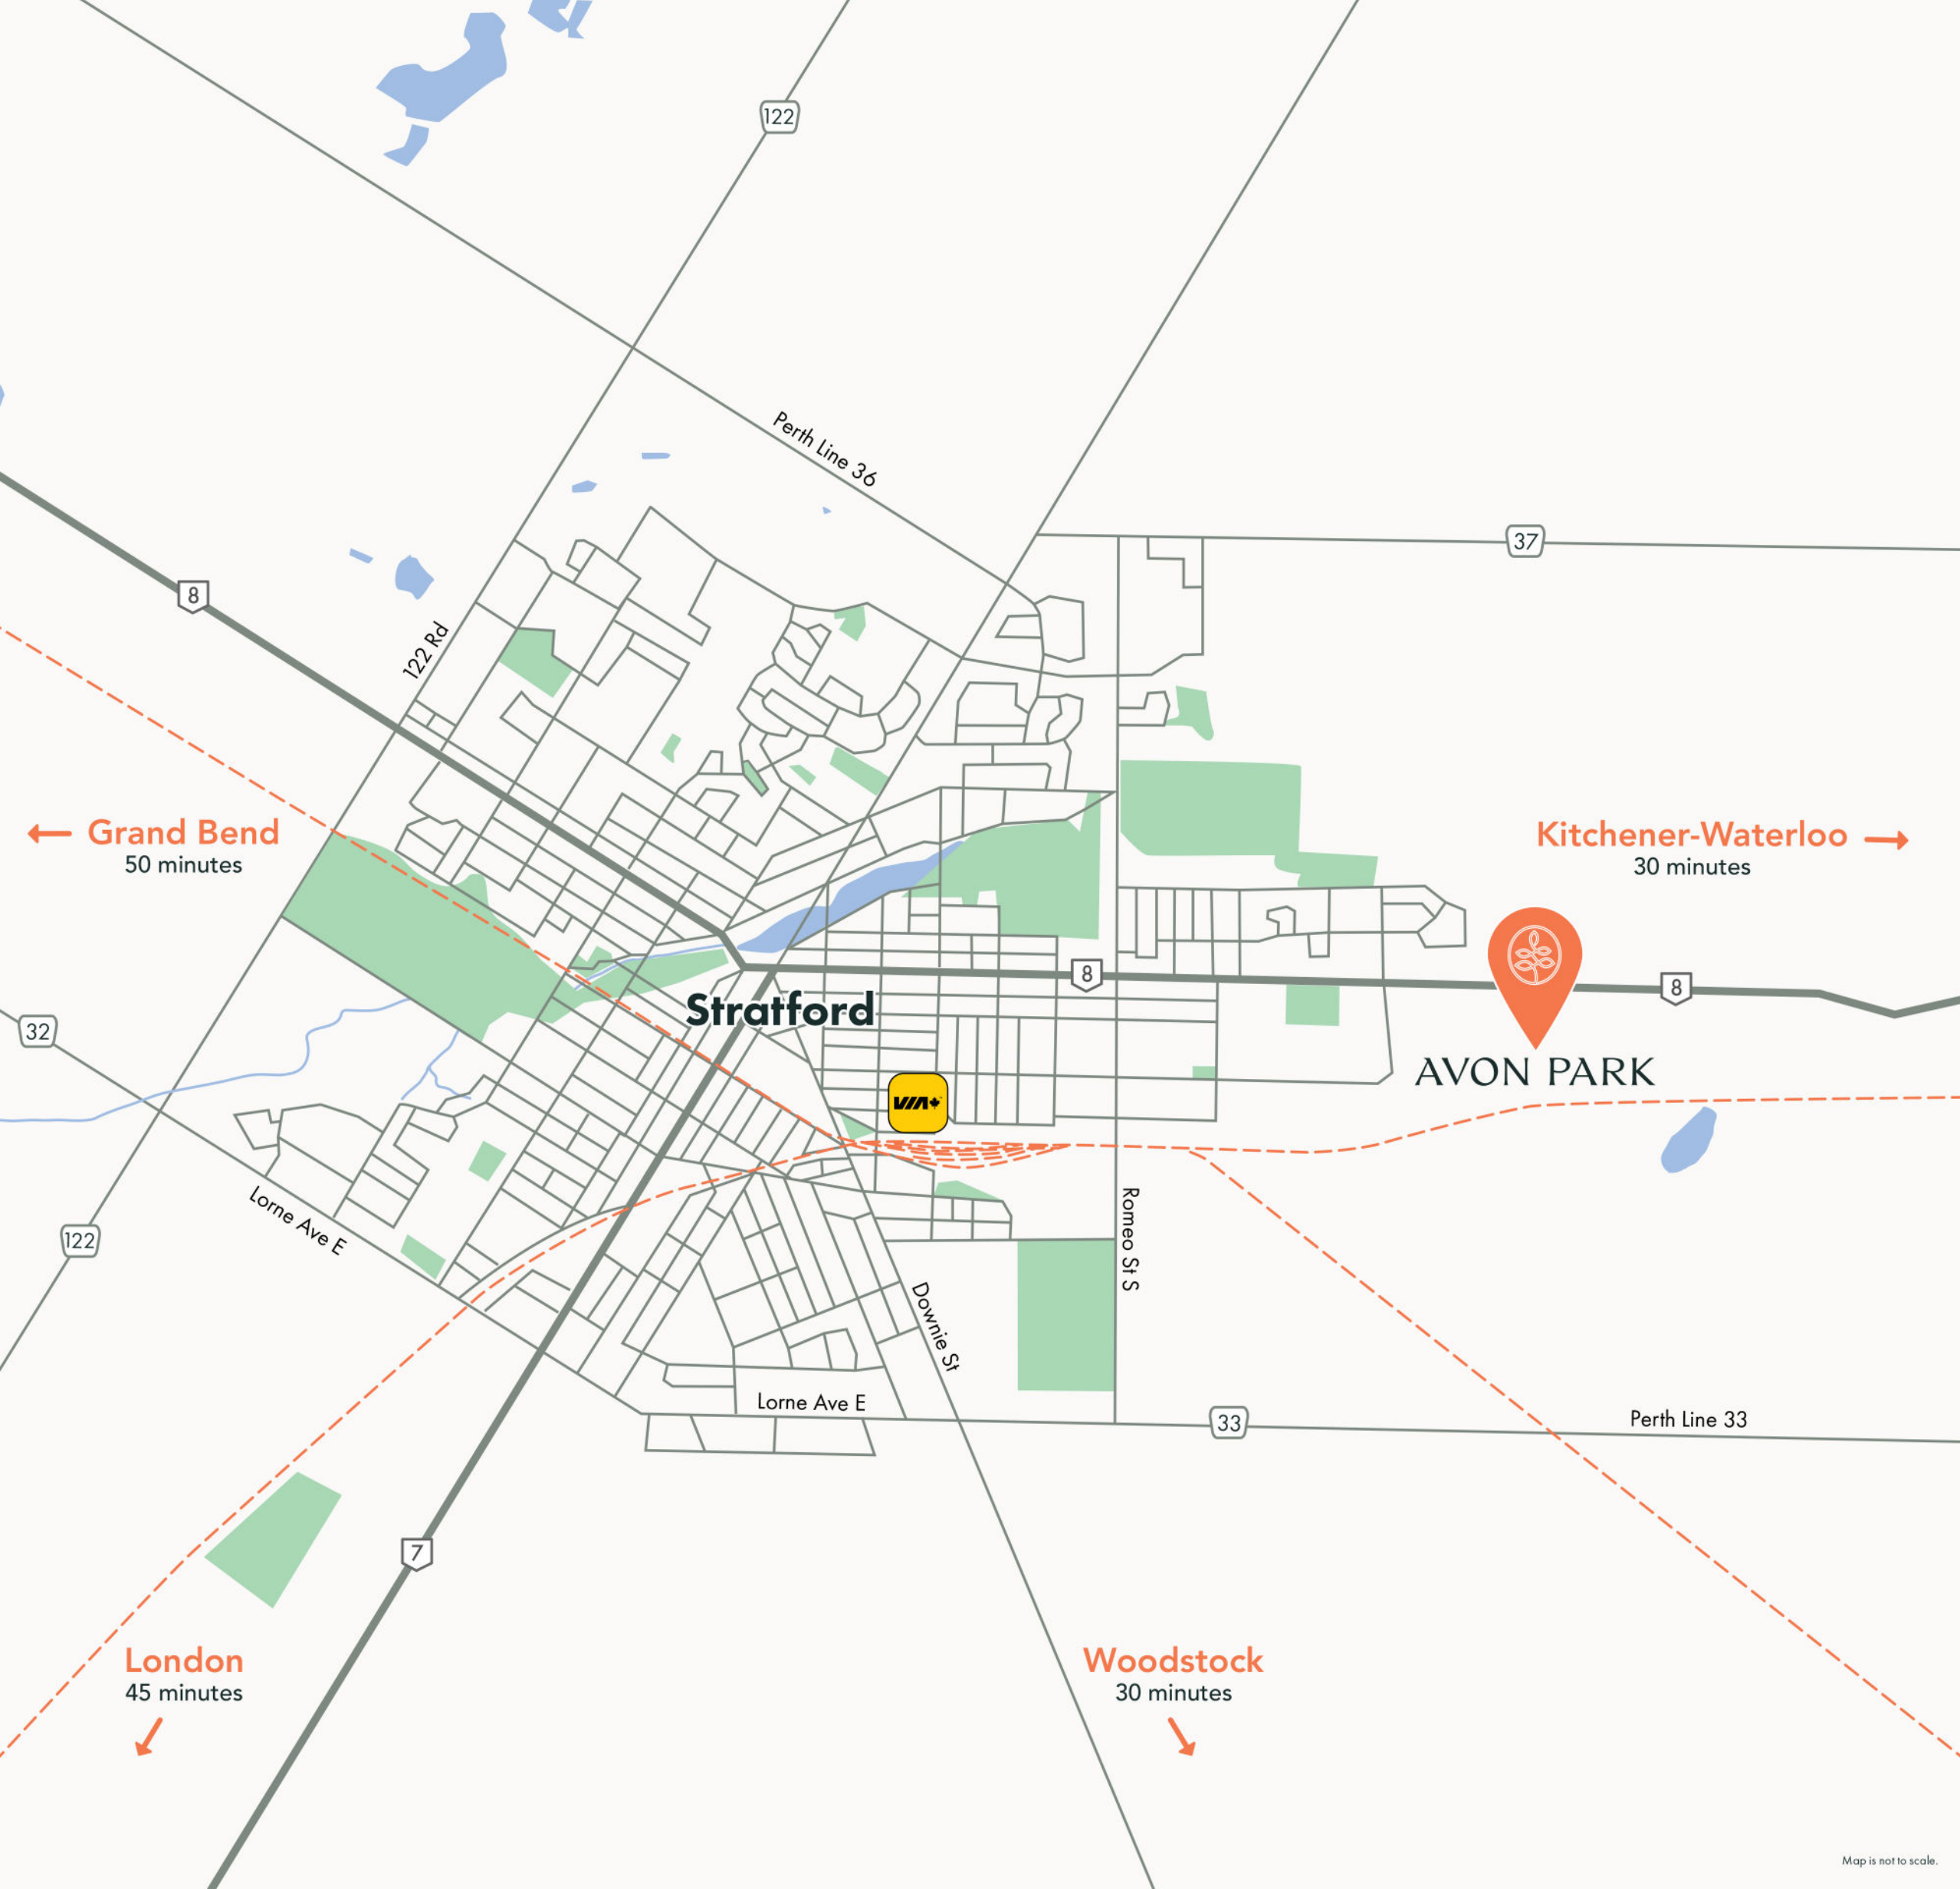 122
Perth Line 36
37
8
122 Rd
Grand Bend
50 minutes
Kitchener-Waterloo
30 minutes
8
8
Stratford
32
AVON PARK
VIA
Lorne Ave E
122
Romeo St S
Downie St
Lorne Ave E
33
Perth Line 33
7
London
45 minutes
Woodstock
30 minutes
Map is not to scale.